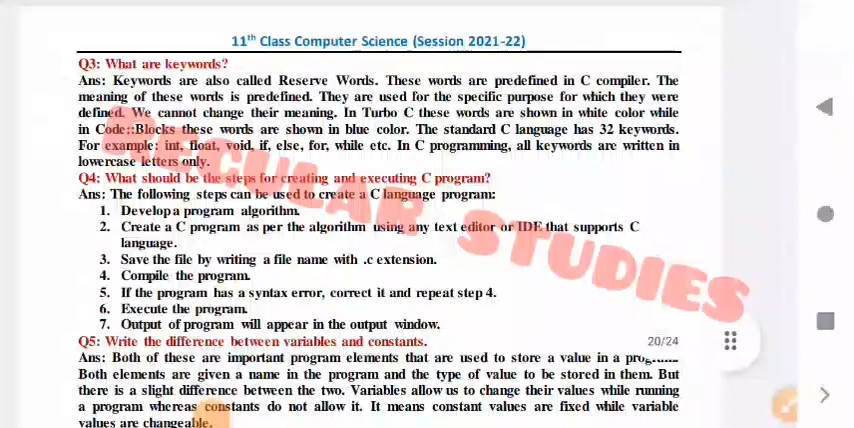 11th Class Computer Science (Session 2021-22)
Q3: What are keywords?
Ans: Keywords are also called Reserve Words. These words are predefined in C compiler. The
meaning of these words is predefined. They are used for the specific purpose for which they were
defined. We cannot change their meaning. In Turbo C these words are shown in white color while
in Code::Blocks these words are shown in blue color. The standard C language has 32 keywords.
For example: int, float, void, if, else, for, while etc. In C programming, all keywords are written in
lowercase letters only.
Q4: What should be the steps for creating and executing C program?
Ans: The following steps can be used to create a C language program:
1. Develop a program algorithm.
2. Create a C program as per the algorithm using any text editor or IDE that supports C
language.
3. Save the file by writing a file name with .c extension.
4. Compile the program.
5. If the program has a syntax error, correct it and repeat step 4.
6. Execute the program.
7. Output of program will appear in the output window.
Q5: Write the difference between variables and constants.
20/24
Ans: Both of these are important program elements that are used to store a value in a
Both elements are given a name in the program and the type of value to be stored in them. But
there is a slight difference between the two. Variables allow us to change their values while running
a program whereas constants do not allow it. It means constant values are fixed while variable
values are changeable.
REGULAR STUDIES